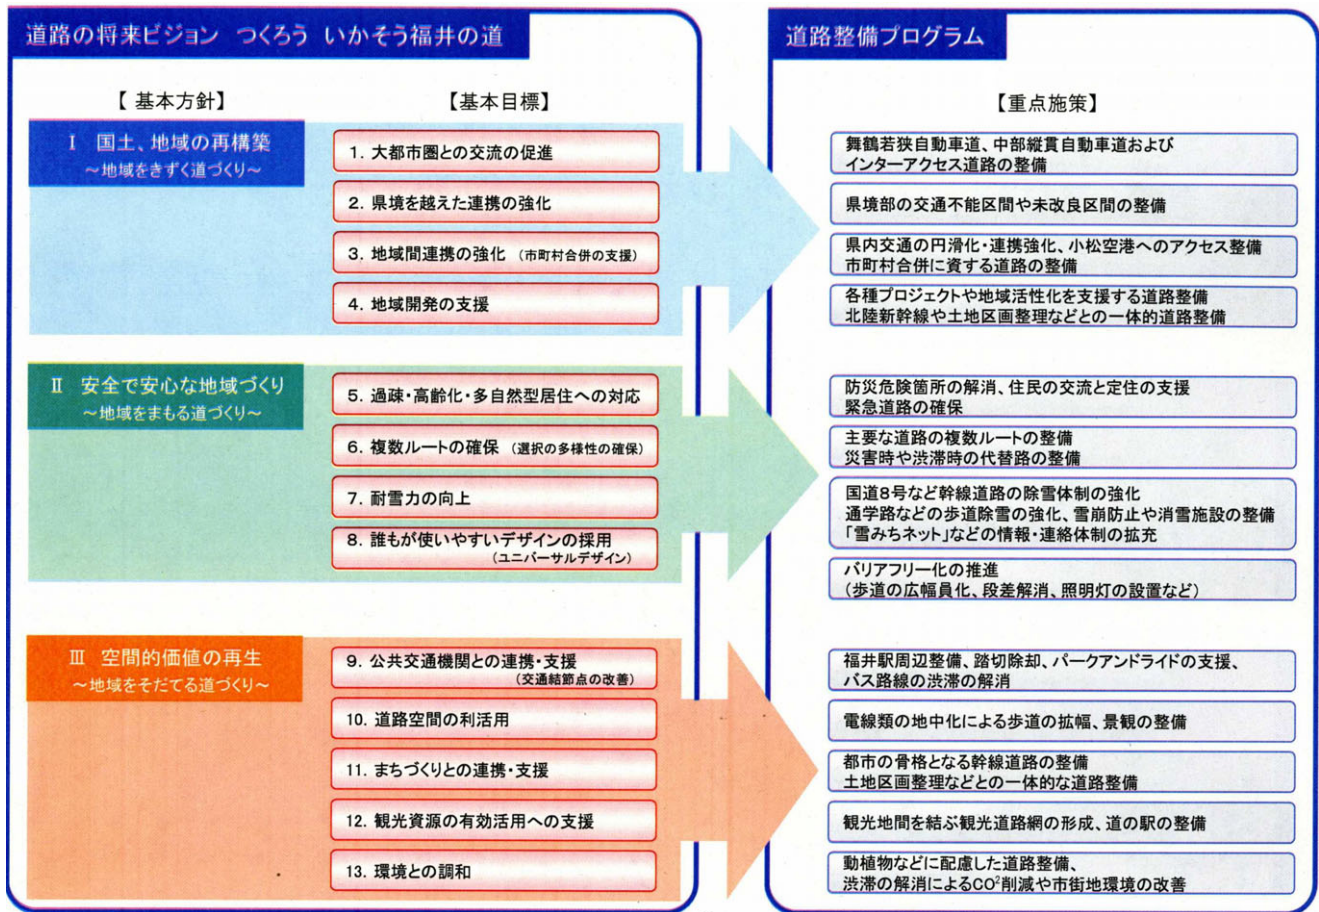 道路の将来ビジョン つくろう いかそう福井の道
【 基本方針】
【基本目標】
Ⅰ 国土、地域の再構築
～地域をきずく道づくり～
1. 大都市圏との交流の促進
2. 県境を越えた連携の強化
3. 地域間連携の強化 (市町村合併の支援)
4. 地域開発の支援
Ⅱ 安全で安心な地域づくり
～地域をまもる道づくり～
5. 過疎・高齢化・多自然型居住への対応
6. 複数ルートの確保 (選択の多様性の確保)
7. 耐雪力の向上
8. 誰もが使いやすいデザインの採用
(ユニバーサルデザイン)
Ⅲ 空間的価値の再生
～地域をそだてる道づくり～
9. 公共交通機関との連携・支援
(交通結節点の改善)
10. 道路空間の利活用
11. まちづくりとの連携・支援
12. 観光資源の有効活用への支援
13. 環境との調和
道路整備プログラム
【重点施策】
舞鶴若狭自動車道、中部縦貫自動車道および
インターアクセス道路の整備
県境部の交通不能区間や未改良区間の整備
県内交通の円滑化・連携強化、小松空港へのアクセス整備
市町村合併に資する道路の整備
各種プロジェクトや地域活性化を支援する道路整備
北陸新幹線や土地区画整理などとの一体的道路整備
防災危険箇所の解消、住民の交流と定住の支援
緊急道路の確保
主要な道路の複数ルートの整備
災害時や渋滞時の代替路の整備
国道8号など幹線道路の除雪体制の強化
通学路などの歩道除雪の強化、雪崩防止や消雪施設の整備
「雪みちネット」などの情報・連絡体制の拡充
バリアフリー化の推進
(歩道の広幅員化、段差解消、照明灯の設置など)
福井駅周辺整備、踏切除却、パークアンドライドの支援、
バス路線の渋滞の解消
電線類の地中化による歩道の拡幅、景観の整備
都市の骨格となる幹線道路の整備
土地区画整理などとの一体的な道路整備
観光地間を結ぶ観光道路網の形成、道の駅の整備
動植物などに配慮した道路整備、
渋滞の解消によるCO²削減や市街地環境の改善